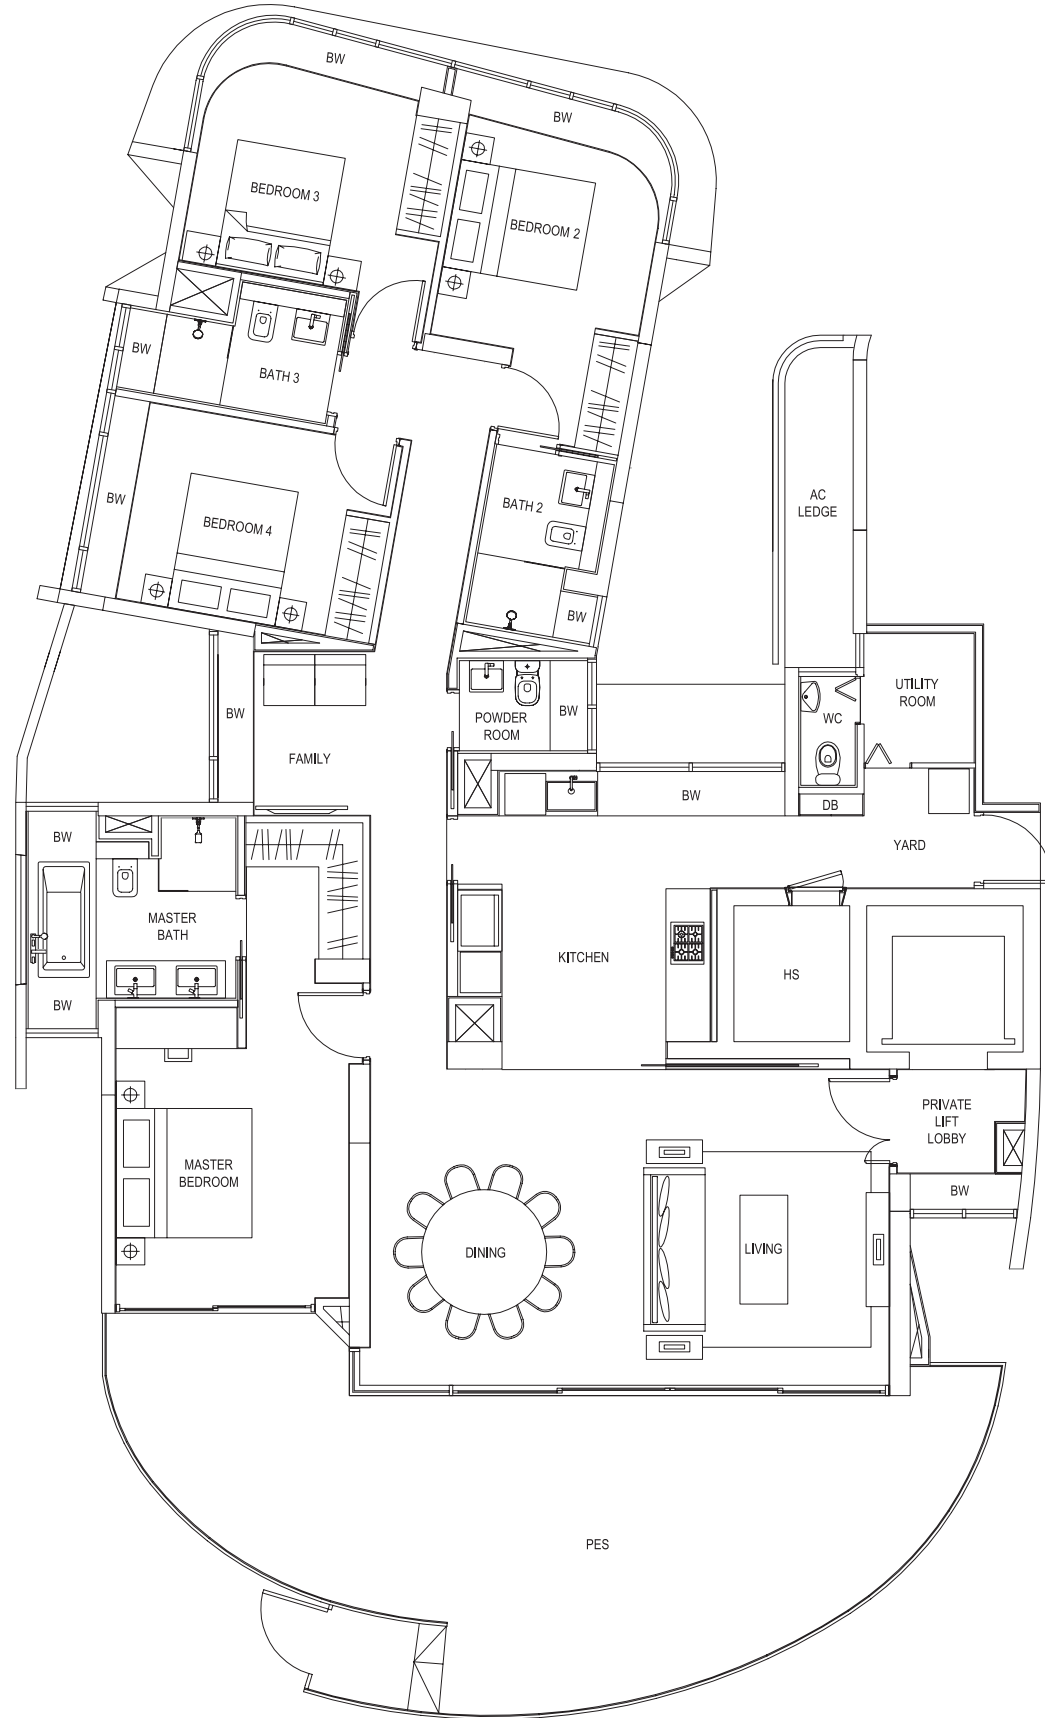 BW
BW
BEDROOM 3
BEDROOM 2
BW
BATH 3
BW
BEDROOM 4
BATH 2
AC
LEDGE
BW
UTILITY
ROOM
BW
POWDER
ROOM
BW
WC
FAMILY
BW
DB
BW
YARD
MASTER
BATH
KITCHEN
HS
BW
PRIVATE
LIFT
LOBBY
MASTER
BEDROOM
BW
DINING
LIVING
PES